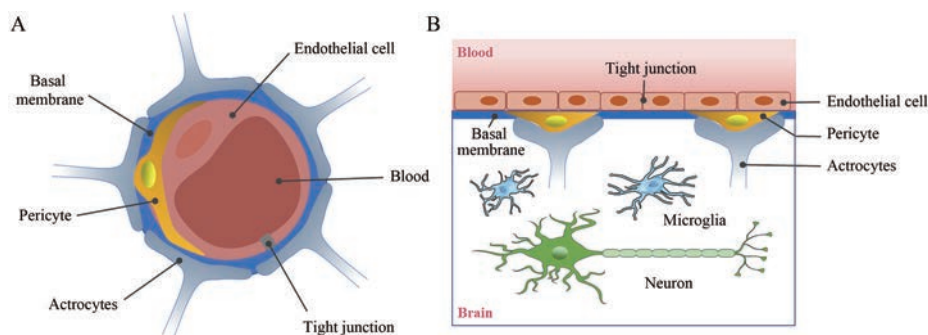 A
Endothelial cell
Basal
membrane
Blood
Pericyte
Actrocytes
Tight junction
B
Blood
Tight junction
Endothelial cell
Basal
membrane
Pericyte
Actrocytes
Microglia
Neuron
Brain